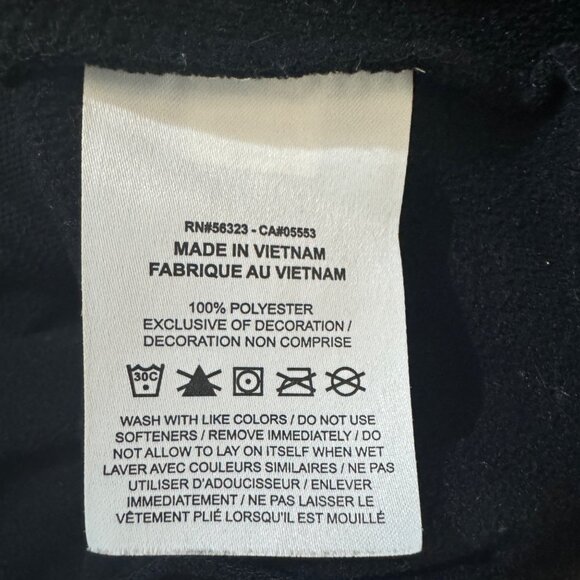 RN#56323 - CA#05553
MADE IN VIETNAM
FABRIQUE AU VIETNAM
100% POLYESTER
EXCLUSIVE OF DECORATION /
DECORATION NON COMPRISE
30C
WASH WITH LIKE COLORS / DO NOT USE
SOFTENERS / REMOVE IMMEDIATELY / DO
NOT ALLOW TO LAY ON ITSELF WHEN WET
LAVER AVEC COULEURS SIMILAIRES / NE PAS
UTILISER D'ADOUCISSEUR / ENLEVER
IMMEDIATEMENT / NE PAS LAISSER LE
VÊTEMENT PLIÉ LORSQU'IL EST MOUILLÉ